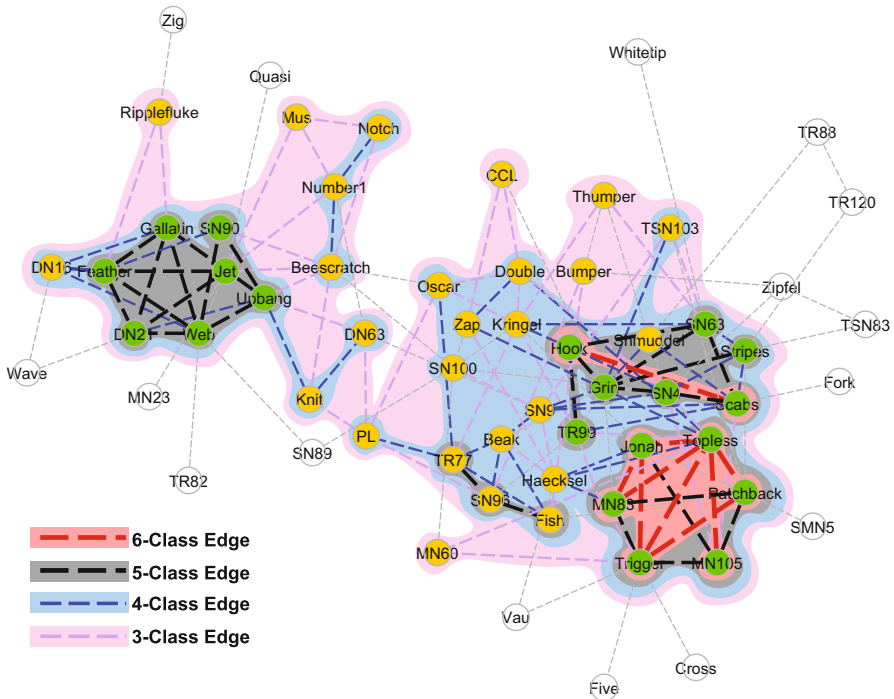 Zig
Whitetip
Quasi
Ripplefluke
Mus
Notch
TR88
CCL
Number1
Thumper
TR120
Gallatin
SN90
TSN103
DN16
Feather
Jet
Beescratch
Double
Bumper
Upbang
Oscar
Zipfel
DN21
Web
DN63
Zap
Kringel
SN63
TSN83
Hook
Shmuddel
Stripes
Wave
SN100
Grin
Fork
MN23
Knit
SN4
Scabs
SN9
PL
TR99
SN89
Beak
Jonah
Topless
TR77
TR82
Haecksel
Patchback
SN96
MN83
Fish
SMN5
MN60
Trigger
MN105
Vau
Five
Cross
6-Class Edge
5-Class Edge
4-Class Edge
3-Class Edge